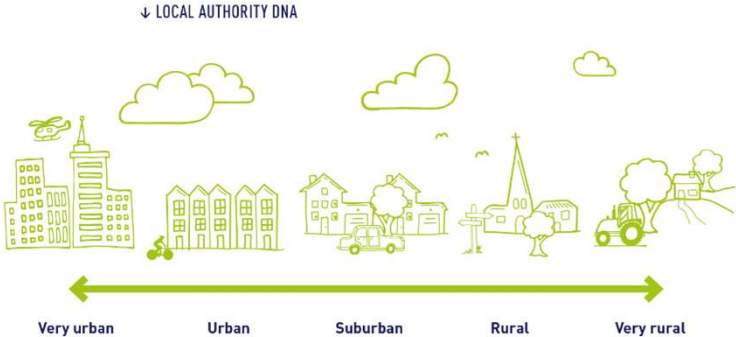 ↓ LOCAL AUTHORITY DNA
Very urban
Urban
Suburban
Rural
Very rural